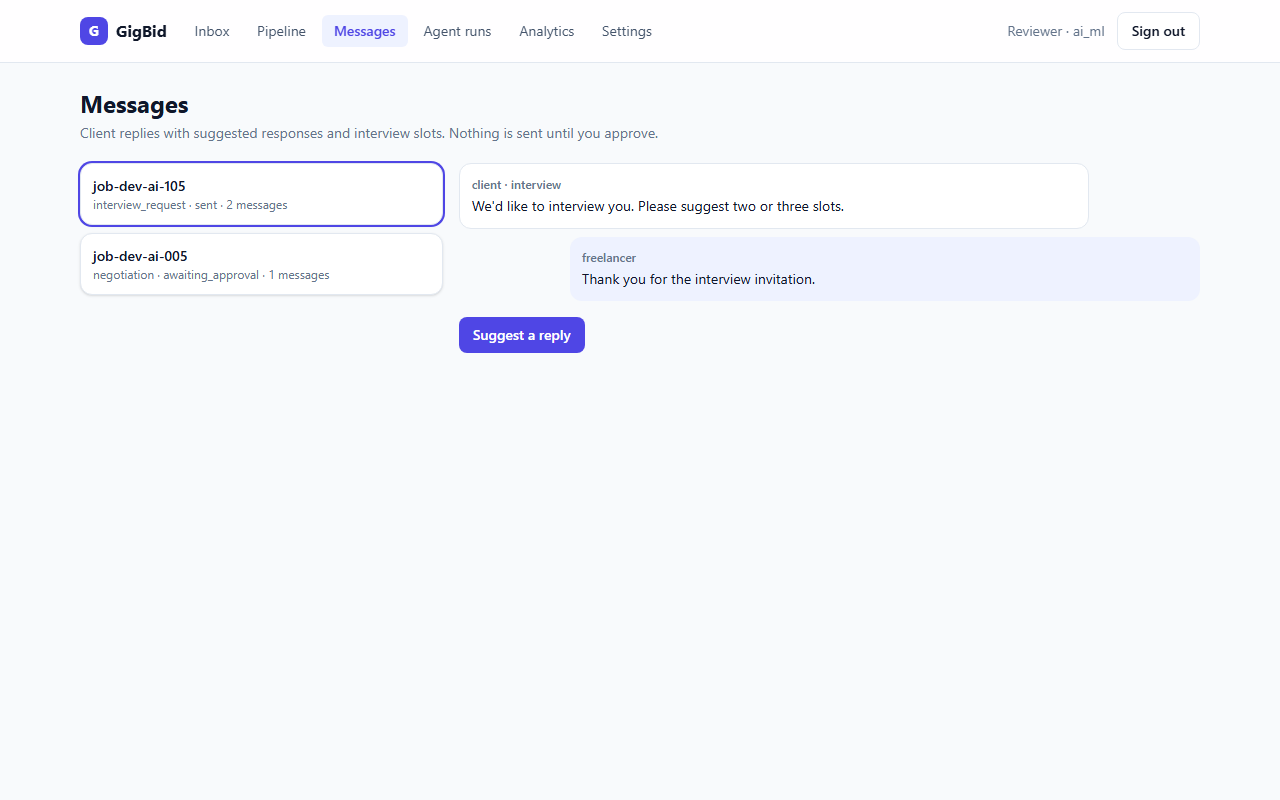 G GigBid Inbox Pipeline Messages Agent runs Analytics Settings Reviewer · ai_ml Sign out
Messages
Client replies with suggested responses and interview slots. Nothing is sent until you approve.
job-dev-ai-105
interview_request · sent · 2 messages
job-dev-ai-005
negotiation · awaiting_approval · 1 messages
client · interview
We'd like to interview you. Please suggest two or three slots.
freelancer
Thank you for the interview invitation.
Suggest a reply